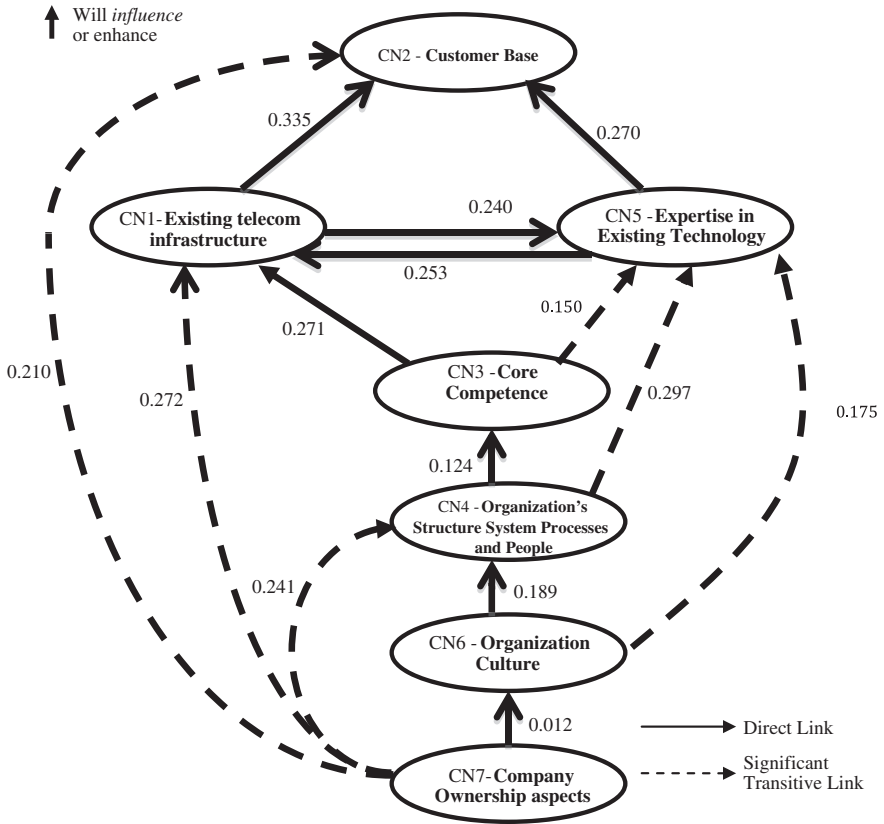 Will influence
or enhance
CN2 - Customer Base
0.335
0.270
CN1-Existing telecom
infrastructure
0.240
CN5 -Expertise in
Existing Technology
0.253
0.150
0.271
CN3 -Core
Competence
0.210
0.272
0.297
0.175
0.124
CN4 -Organization's
Structure System Processes
and People
0.241
0.189
CN6 -Organization
Culture
0.012
Direct Link
CN7-Company
Ownership aspects
Significant
Transitive Link